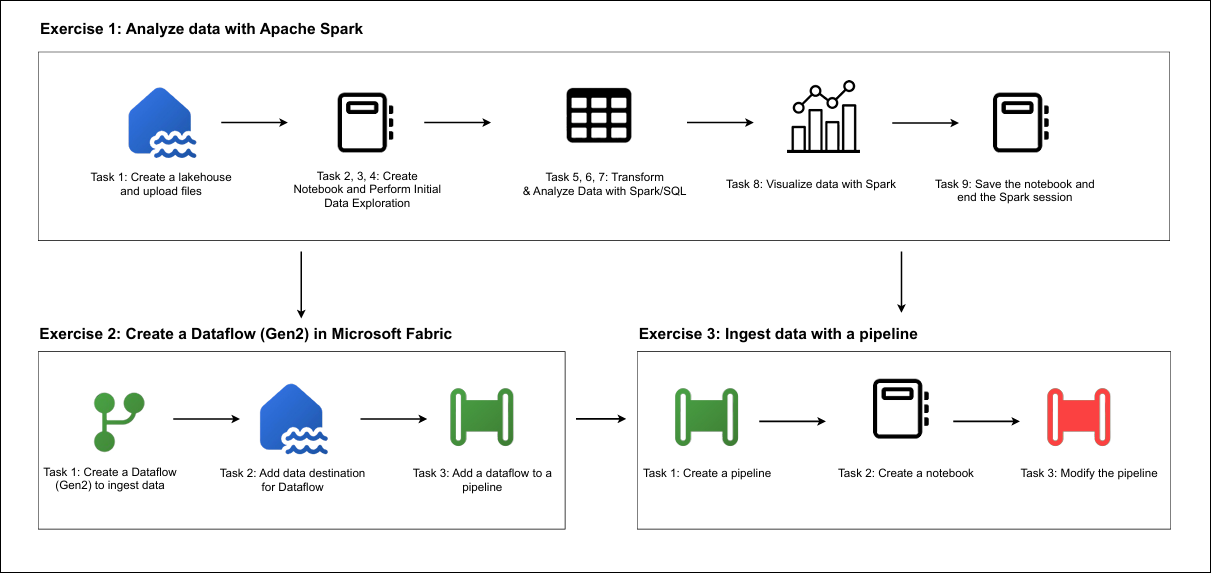 Exercise 1: Analyze data with Apache Spark
Task 1: Create a lakehouse
and upload files
Task 2, 3, 4: Create
Notebook and Perform Initial
Data Exploration
Task 5, 6, 7: Transform
& Analyze Data with Spark/SQL
Task 8: Visualize data with Spark
Task 9: Save the notebook and
end the Spark session
Exercise 2: Create a Dataflow (Gen2) in Microsoft Fabric
Task 1: Create a Dataflow
(Gen2) to ingest data
Task 2: Add data destination
for Dataflow
Task 3: Add a dataflow to a
pipeline
Exercise 3: Ingest data with a pipeline
Task 1: Create a pipeline
Task 2: Create a notebook
Task 3: Modify the pipeline